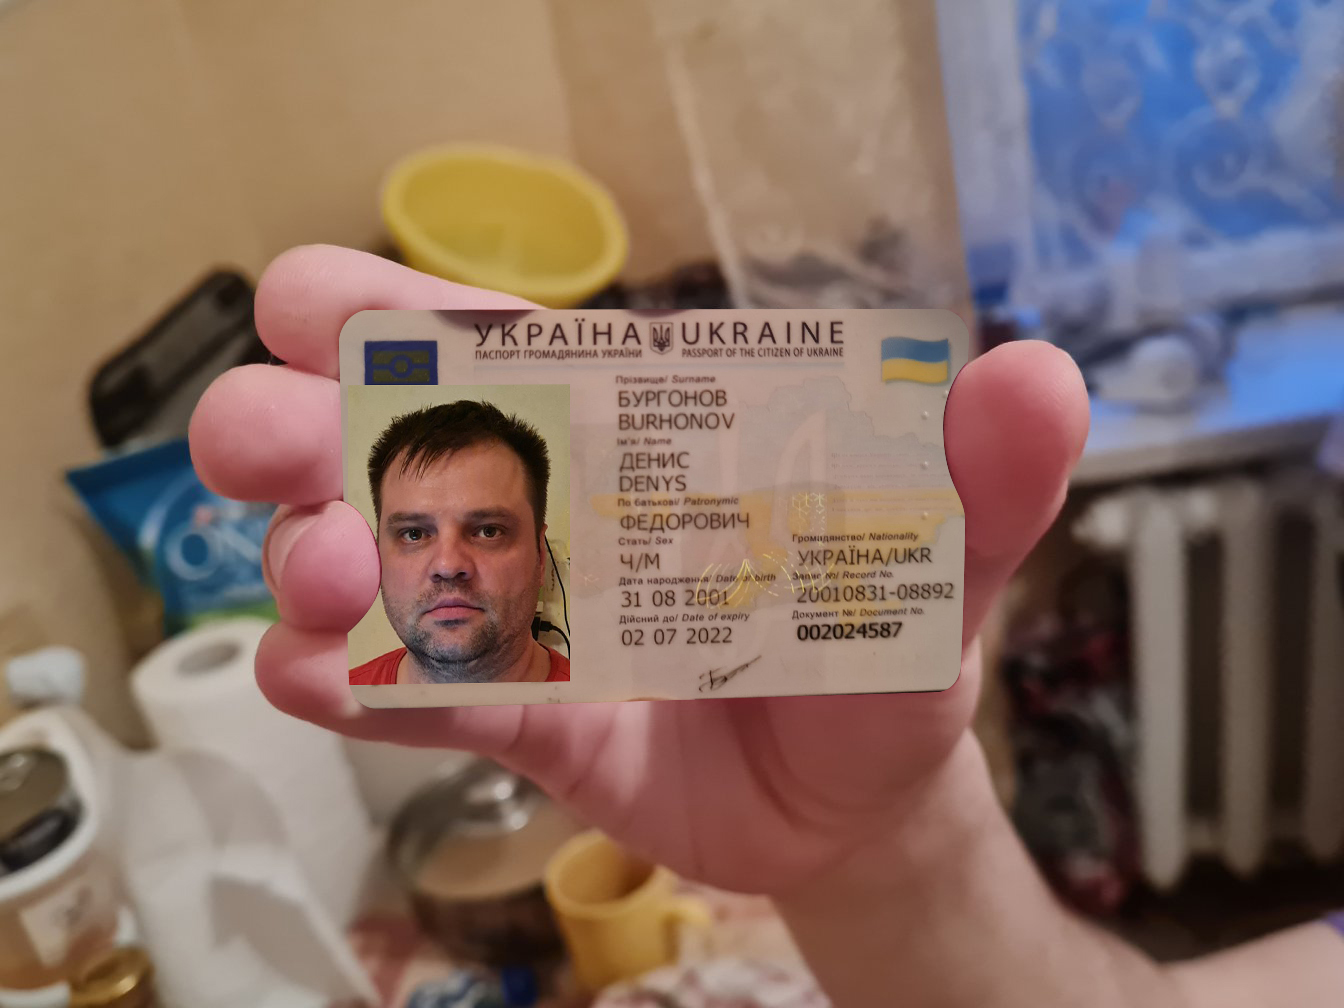 УКРАЇНА UKRAINE
ПАСПОРТ ГРОМАДЯНИНА УКРАЇНИ PASSPORT OF THE CITIZEN OF UKRAINE
Прізвище/ Surname
БУРГОНОВ
BURHONOV
Ім'я/ Name
ДЕНИС
DENYS
По батькові/ Patronymic
ФЕДОРОВИЧ
Стать/ Sex
Ч/М
Громадянство/ Nationality
УКРАЇНА/UKR
Дата народження/ Date of birth
31 08 2001
Запис №/ Record No.
20010831-08892
Дійсний до/ Date of expiry
02 07 2022
Документ №/ Document No.
002024587